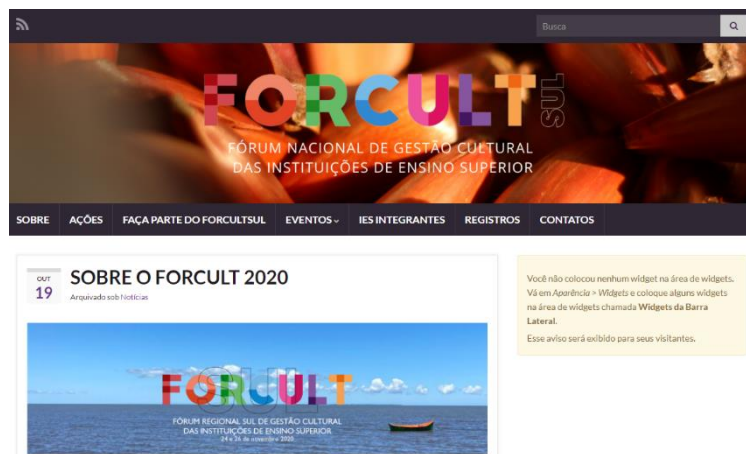 Busca
FORCULT SUL
FÓRUM NACIONAL DE GESTÃO CULTURAL
DAS INSTITUIÇÕES DE ENSINO SUPERIOR
SOBRE AÇÕES FAÇA PARTE DO FORCULTSUL EVENTOS IES INTEGRANTES REGISTROS CONTATOS
OUT
19
SOBRE O FORCULT 2020
Arquivado sob Notícias
FORCULT
FÓRUM REGIONAL SUL DE GESTÃO CULTURAL
DAS INSTITUIÇÕES DE ENSINO SUPERIOR
24 e 26 de novembro 2020
Você não colocou nenhum widget na área de widgets.
Vá em Aparência > Widgets e coloque alguns widgets
na área de widgets chamada Widgets da Barra
Lateral.
Esse aviso será exibido para seus visitantes.